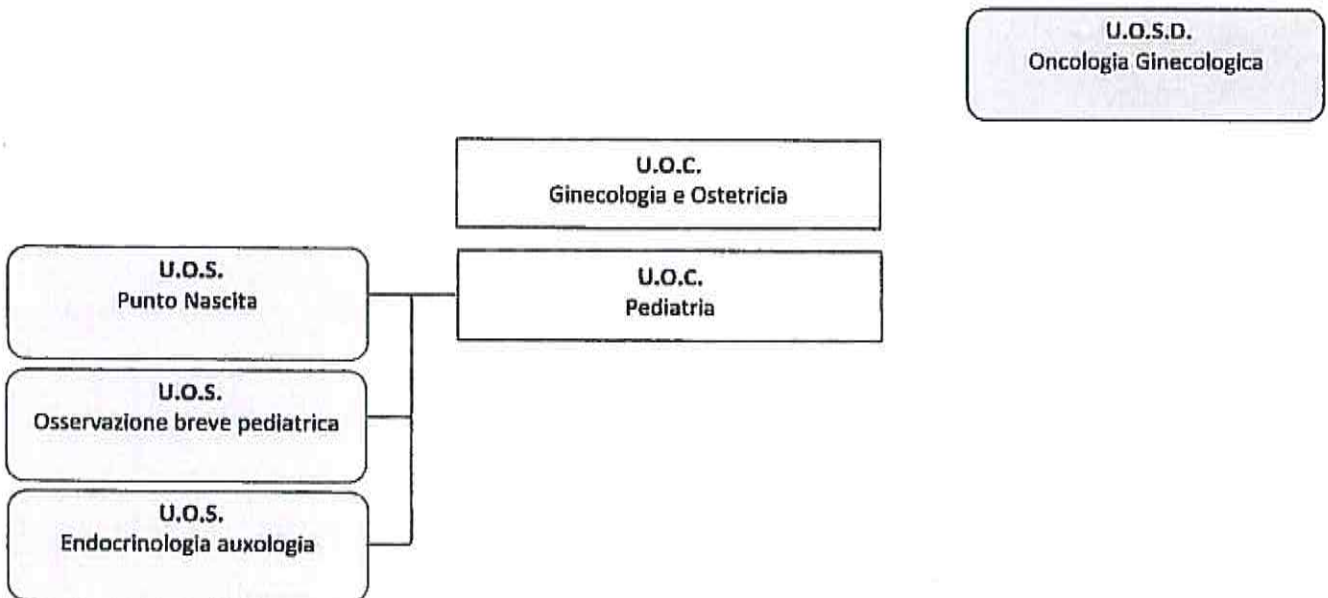 U.O.S.D.
Oncologia Ginecologica
U.O.C.
Ginecologia e Ostetricia
U.O.S.
Punto Nascita
U.O.C.
Pediatria
U.O.S.
Osservazione breve pediatrica
U.O.S.
Endocrinologia auxologia